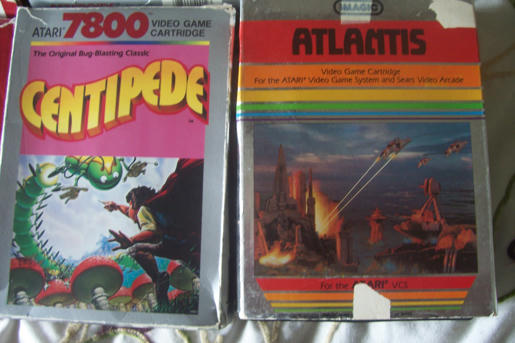 ATARI 7800 VIDEO GAME
CARTRIDGE
The Original Bug-Blasting Classic
CENTIPEDE
TM
IMAGIC
ATLANTIS
Video Game Cartridge
For the ATARI® Video Game System and Sears Video Arcade
For the ATARI® VCS